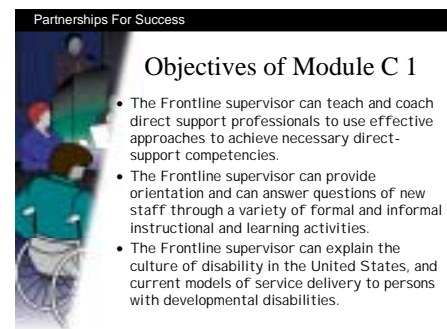 Partnerships For Success
Objectives of Module C 1
• The Frontline supervisor can teach and coach
direct support professionals to use effective
approaches to achieve necessary direct-
support competencies.
• The Frontline supervisor can provide
orientation and can answer questions of new
staff through a variety of formal and informal
instructional and learning activities.
• The Frontline supervisor can explain the
culture of disability in the United States, and
current models of service delivery to persons
with developmental disabilities.